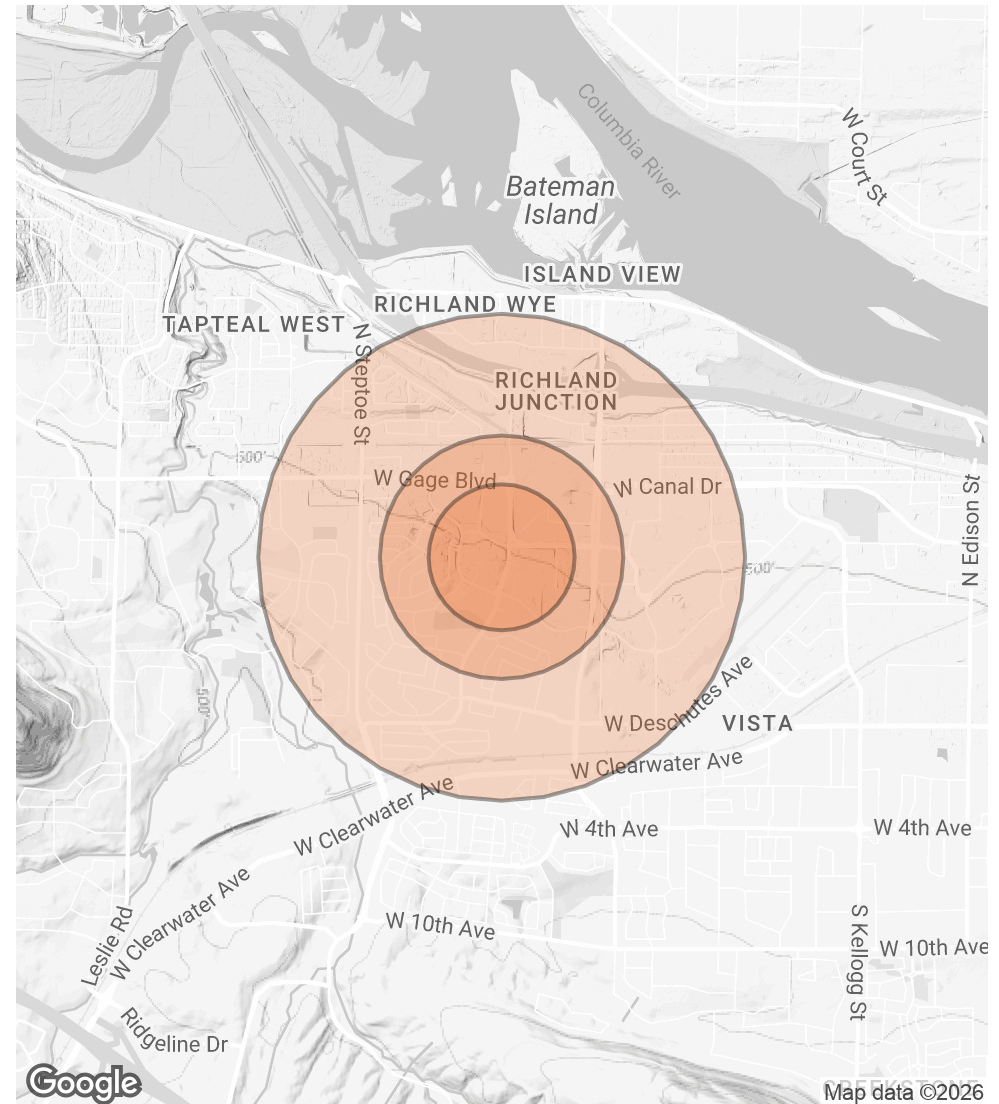 Columbia River
W Court St
Bateman
Island
ISLAND VIEW
RICHLAND WYE
TAPTEAL WEST
N Steptoe St
RICHLAND
JUNCTION
500'
W Gage Blvd
W Canal Dr
N Edison St
500'
500'
W Deschutes Ave
VISTA
W Clearwater Ave
W Clearwater Ave
W 4th Ave
W 4th Ave
W Clearwater Ave
Leslie Rd
W 10th Ave
S Kellogg St
W 10th Ave
Ridgeline Dr
Google
Map data ©2026